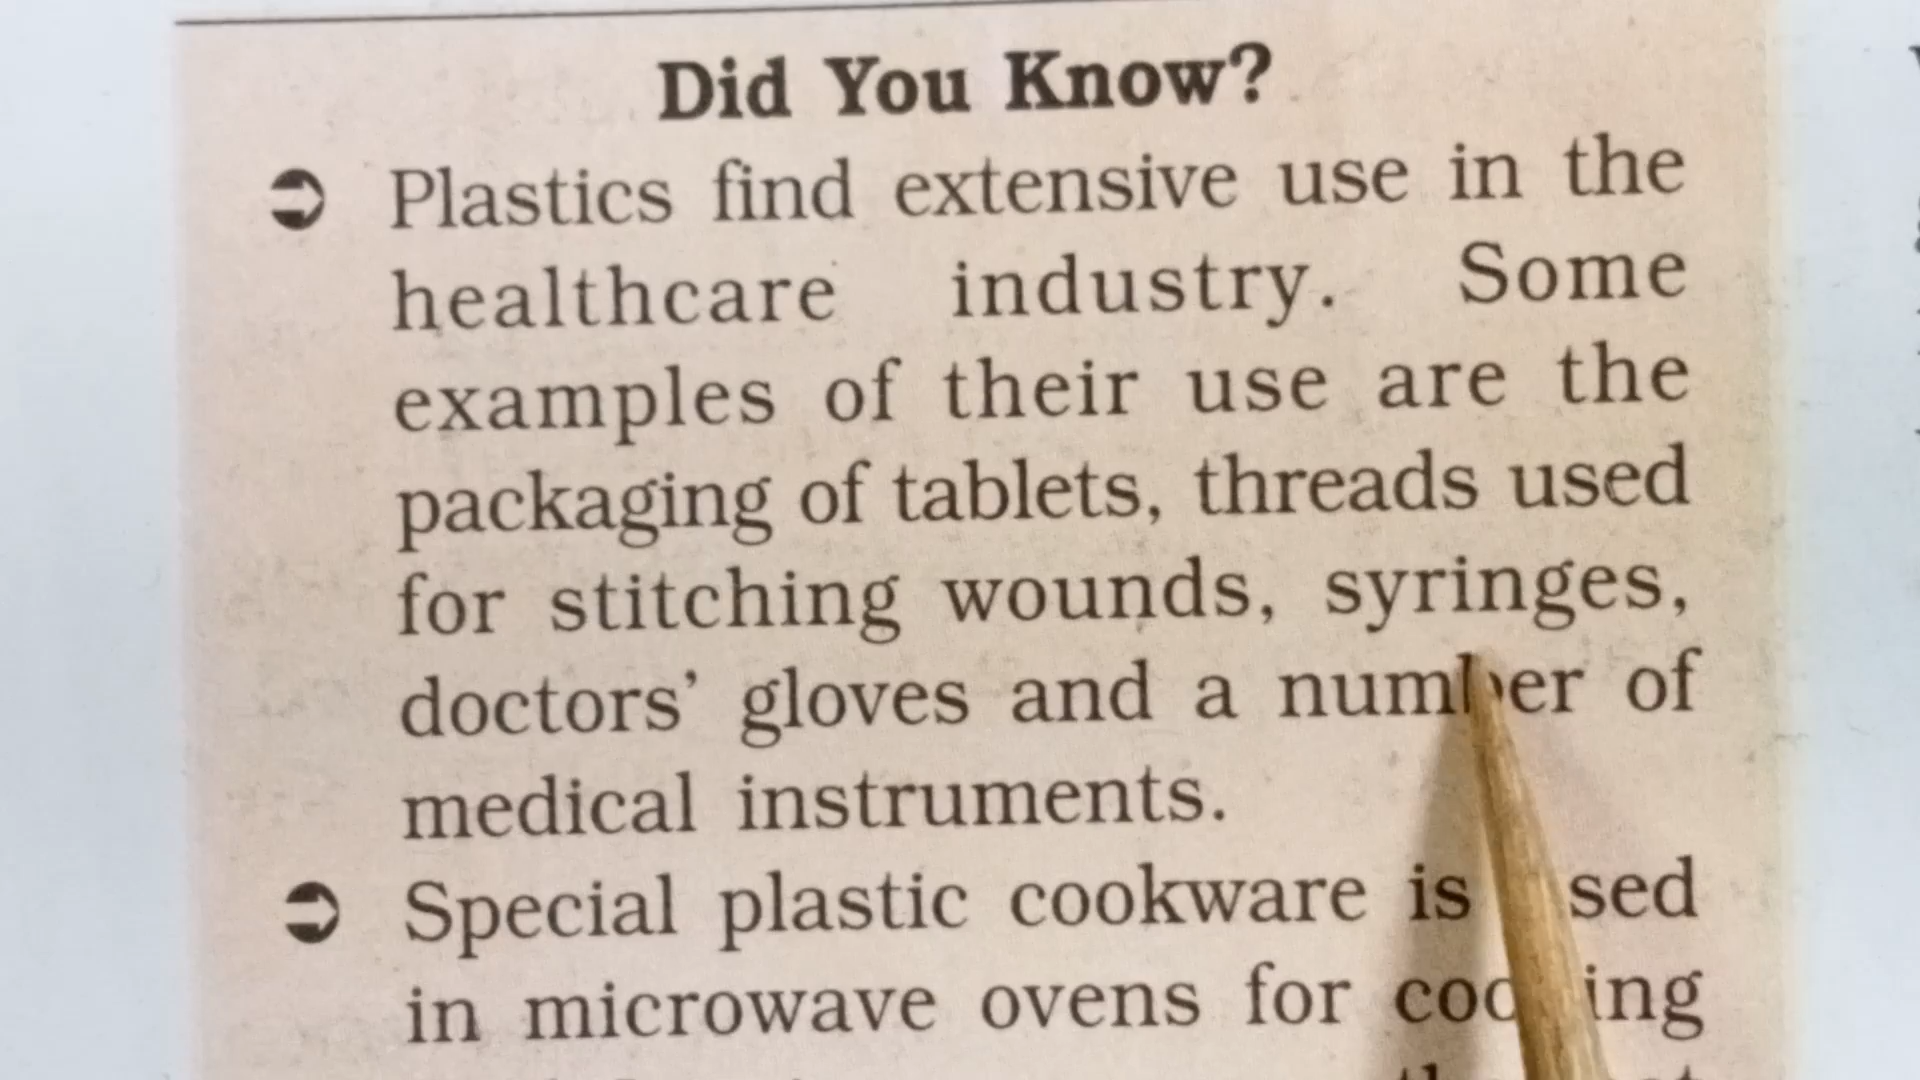 Did You Know?
➲ Plastics find extensive use in the
healthcare industry. Some
examples of their use are the
packaging of tablets, threads used
for stitching wounds, syringes,
doctors’ gloves and a number of
medical instruments.
➲ Special plastic cookware is used
in microwave ovens for cooking